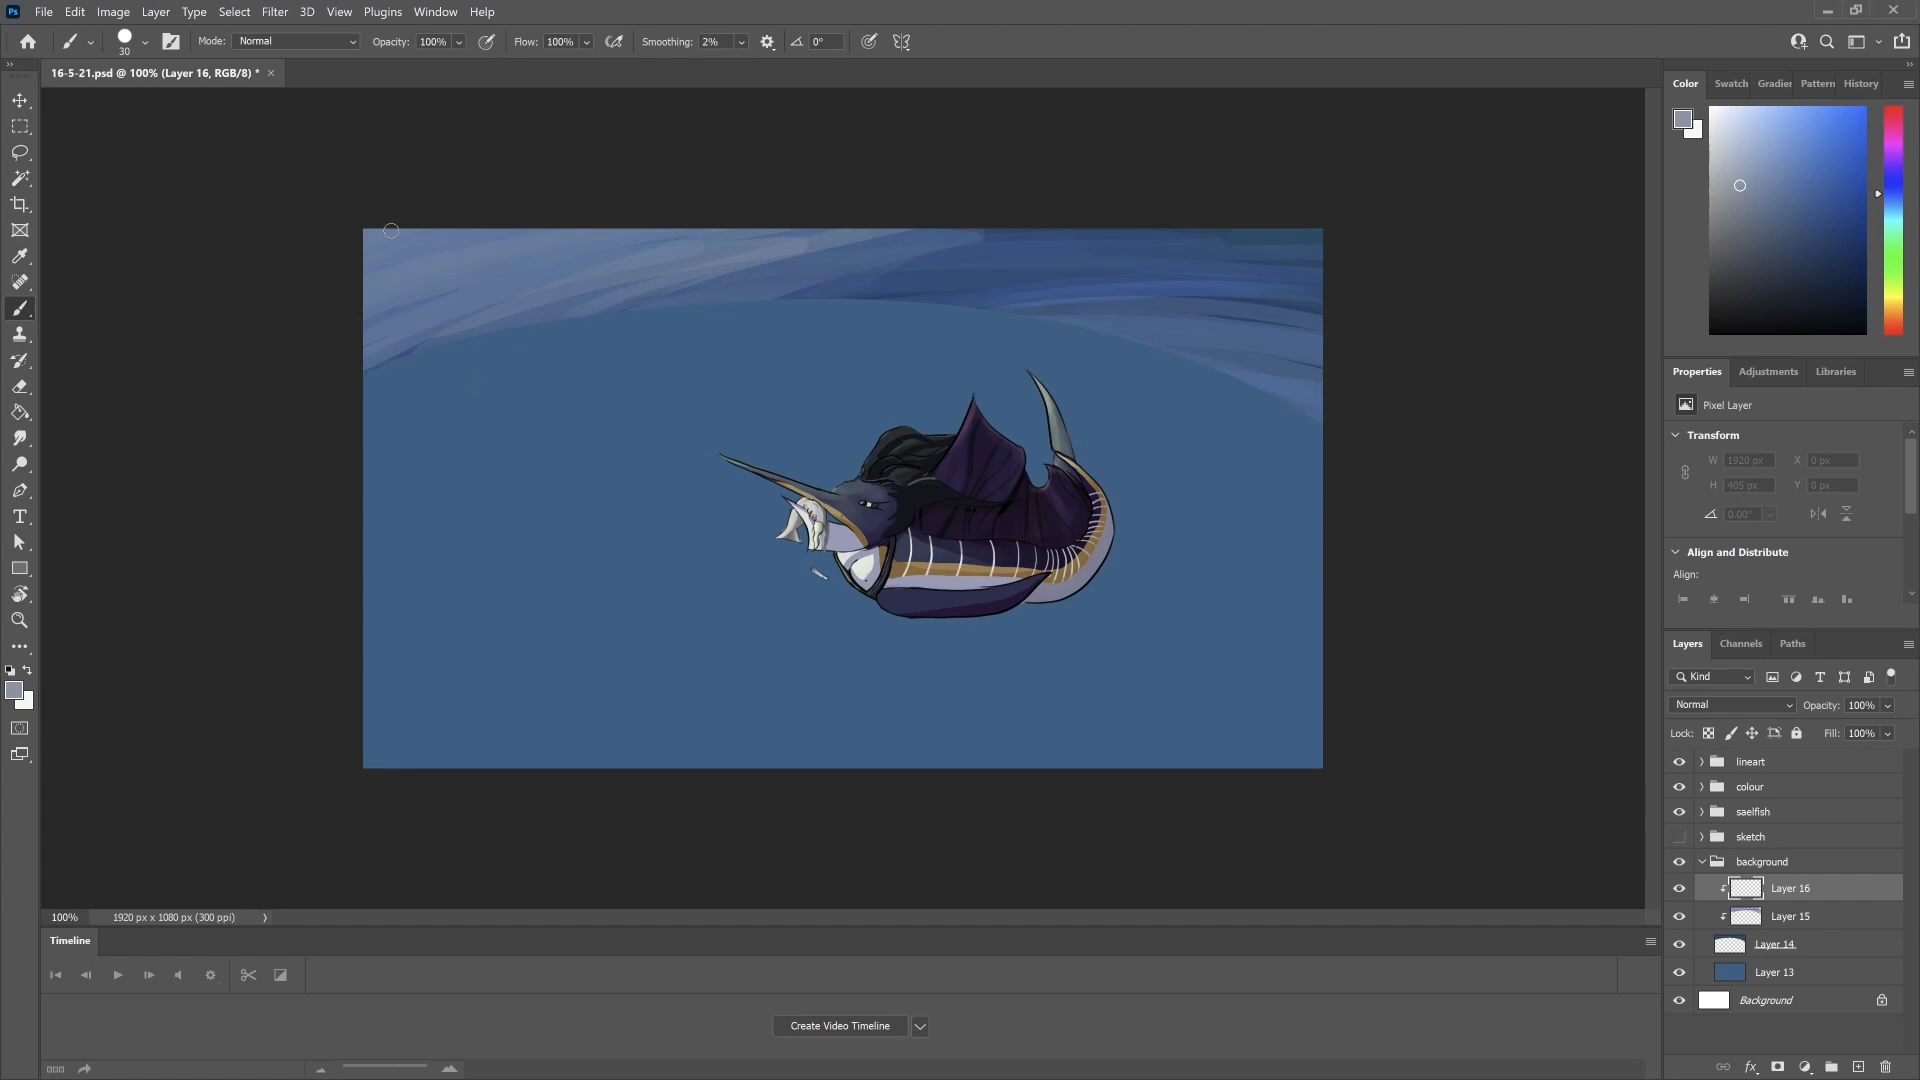 Ps File Edit Image Layer Type Select Filter 3D View Plugins Window Help
30 Mode: Normal Opacity: 100% Flow: 100% Smoothing: 2% 0°
16-5-21.psd @ 100% (Layer 16, RGB/8) *
Color Swatch Gradier Pattern History
Properties Adjustments Libraries
Pixel Layer
Transform
W 1920 px X 0 px
H 405 px Y 0 px
0.00°
Align and Distribute
Align:
Layers Channels Paths
Kind
Normal Opacity: 100%
Lock: Fill: 100%
lineart
colour
saelfish
sketch
background
Layer 16
Layer 15
Layer 14
Layer 13
Background
100% 1920 px x 1080 px (300 ppi)
Timeline
Create Video Timeline